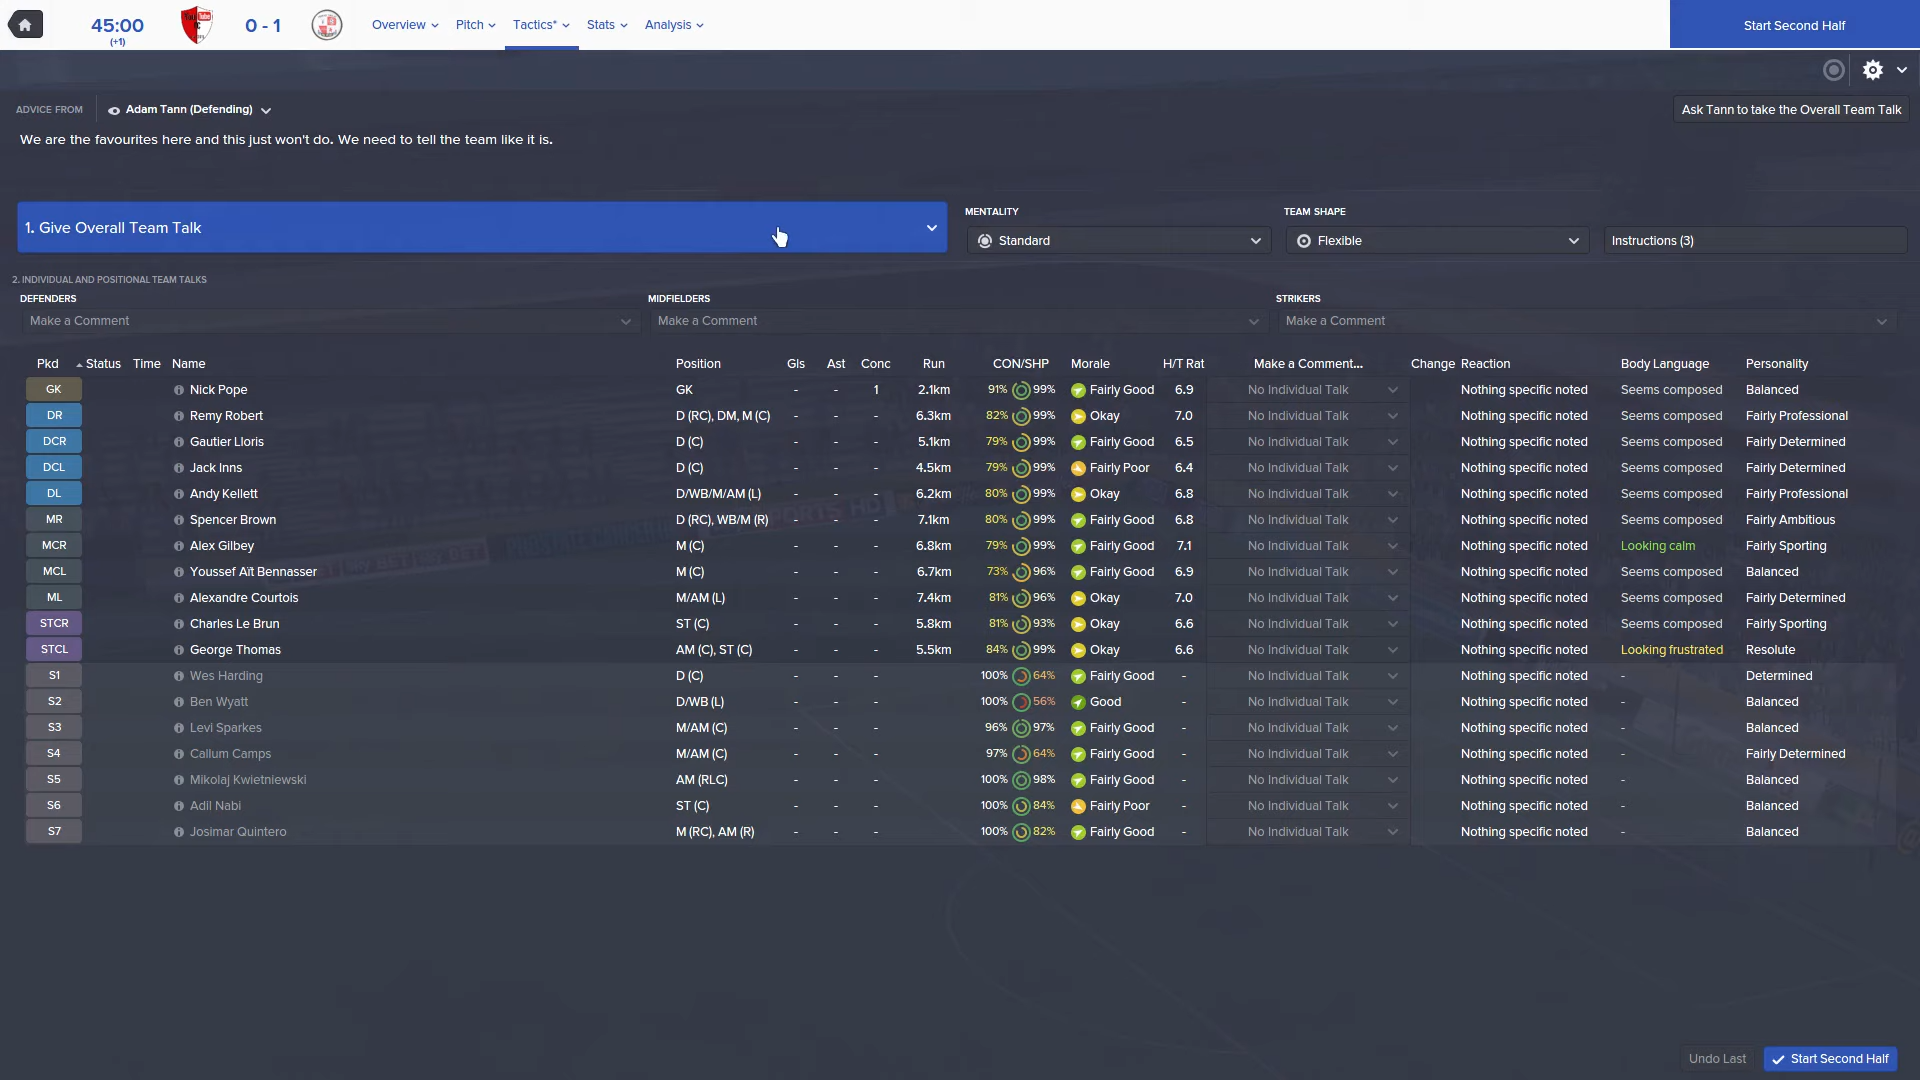 45:00 0 - 1 Overview Pitch Tactics* Stats Analysis Start Second Half
(+1)
ADVICE FROM Adam Tann (Defending) Ask Tann to take the Overall Team Talk
We are the favourites here and this just won't do. We need to tell the team like it is.
1. Give Overall Team Talk
MENTALITY TEAM SHAPE
Standard Flexible Instructions (3)
2. INDIVIDUAL AND POSITIONAL TEAM TALKS
DEFENDERS MIDFIELDERS STRIKERS
Make a Comment Make a Comment Make a Comment
Pkd Status Time Name Position Gls Ast Conc Run CON/SHP Morale H/T Rat Make a Comment... Change Reaction Body Language Personality
GK Nick Pope GK - - 1 2.1km 91% 99% Fairly Good 6.9 No Individual Talk Nothing specific noted Seems composed Balanced
DR Remy Robert D (RC), DM, M (C) - - - 6.3km 82% 99% Okay 7.0 No Individual Talk Nothing specific noted Seems composed Fairly Professional
DCR Gautier Lloris D (C) - - - 5.1km 79% 99% Fairly Good 6.5 No Individual Talk Nothing specific noted Seems composed Fairly Determined
DCL Jack Inns D (C) - - - 4.5km 79% 99% Fairly Poor 6.4 No Individual Talk Nothing specific noted Seems composed Fairly Determined
DL Andy Kellett D/WB/M/AM (L) - - - 6.2km 80% 99% Okay 6.8 No Individual Talk Nothing specific noted Seems composed Fairly Professional
MR Spencer Brown D (RC), WB/M (R) - - - 7.1km 80% 99% Fairly Good 6.8 No Individual Talk Nothing specific noted Seems composed Fairly Ambitious
MCR Alex Gilbey M (C) - - - 6.8km 79% 99% Fairly Good 7.1 No Individual Talk Nothing specific noted Looking calm Fairly Sporting
MCL Youssef Aït Bennasser M (C) - - - 6.7km 73% 96% Fairly Good 6.9 No Individual Talk Nothing specific noted Seems composed Balanced
ML Alexandre Courtois M/AM (L) - - - 7.4km 81% 96% Okay 7.0 No Individual Talk Nothing specific noted Seems composed Fairly Determined
STCR Charles Le Brun ST (C) - - - 5.8km 81% 93% Okay 6.6 No Individual Talk Nothing specific noted Seems composed Fairly Sporting
STCL George Thomas AM (C), ST (C) - - - 5.5km 84% 99% Okay 6.6 No Individual Talk Nothing specific noted Looking frustrated Resolute
S1 Wes Harding D (C) - - - 100% 64% Fairly Good - No Individual Talk Nothing specific noted - Determined
S2 Ben Wyatt D/WB (L) - - - 100% 56% Good - No Individual Talk Nothing specific noted - Balanced
S3 Levi Sparkes M/AM (C) - - - 96% 97% Fairly Good - No Individual Talk Nothing specific noted - Balanced
S4 Callum Camps M/AM (C) - - - 97% 64% Fairly Good - No Individual Talk Nothing specific noted - Fairly Determined
S5 Mikolaj Kwietniewski AM (RLC) - - - 100% 98% Fairly Good - No Individual Talk Nothing specific noted - Balanced
S6 Adil Nabi ST (C) - - - 100% 84% Fairly Poor - No Individual Talk Nothing specific noted - Balanced
S7 Josimar Quintero M (RC), AM (R) - - - 100% 82% Fairly Good - No Individual Talk Nothing specific noted - Balanced
Undo Last Start Second Half